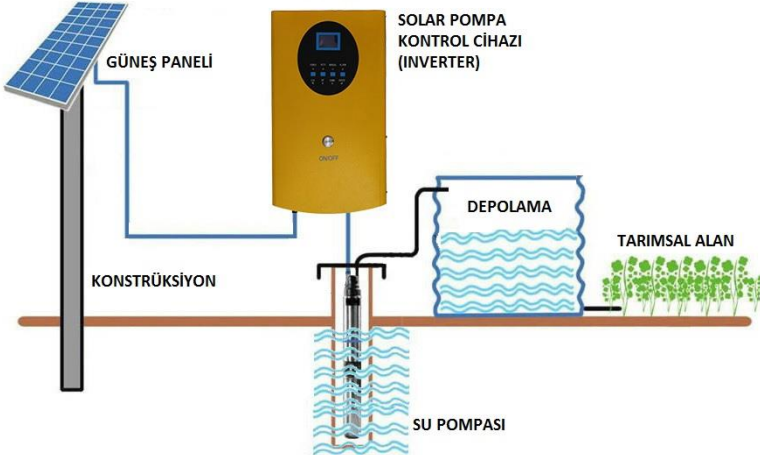 SOLAR POMPA
KONTROL CİHAZI
(INVERTER)
GÜNEŞ PANELİ
ON/OFF
DEPOLAMA
TARIMSAL ALAN
KONSTRÜKSİYON
SU POMPASI